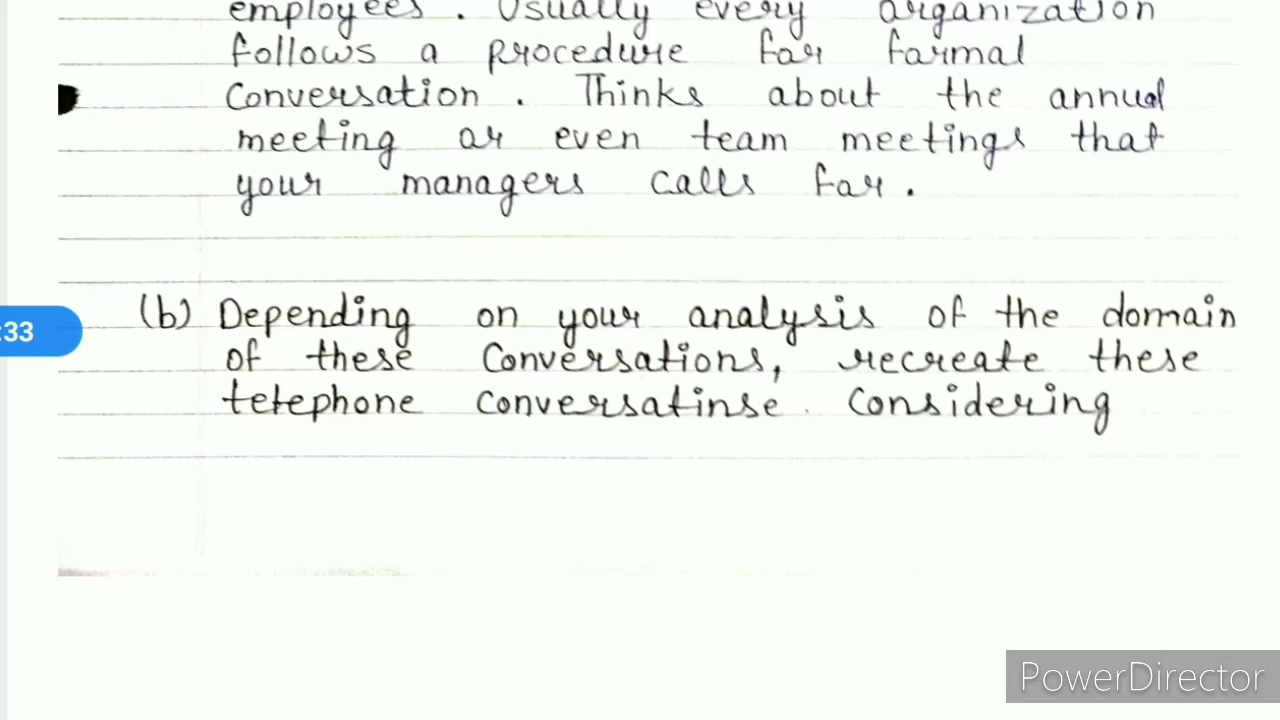 employees. Usually every organization
follows a procedure for formal
Conversation. Thinks about the annual
meeting or even team meetings that
your managers calls for.
(b) Depending on your analysis of the domain
of these Conversations, recreate these
telephone conversatinse. Considering
:33
PowerDirector